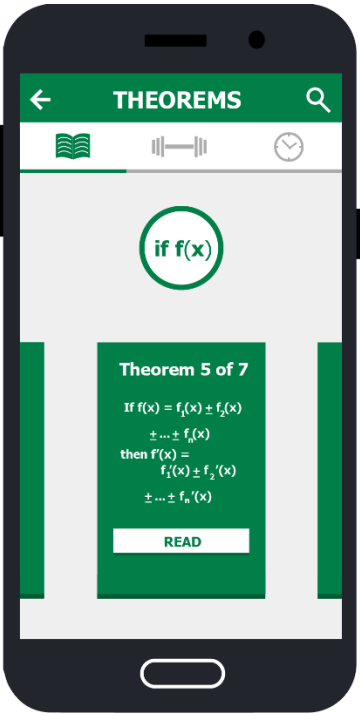 THEOREMS
if f(x)
Theorem 5 of 7
If f(x) = f₁(x) ± f₂(x)
± ... ± fₙ(x)
then f'(x) =
f₁'(x) ± f₂'(x)
± ... ± fₙ'(x)
READ